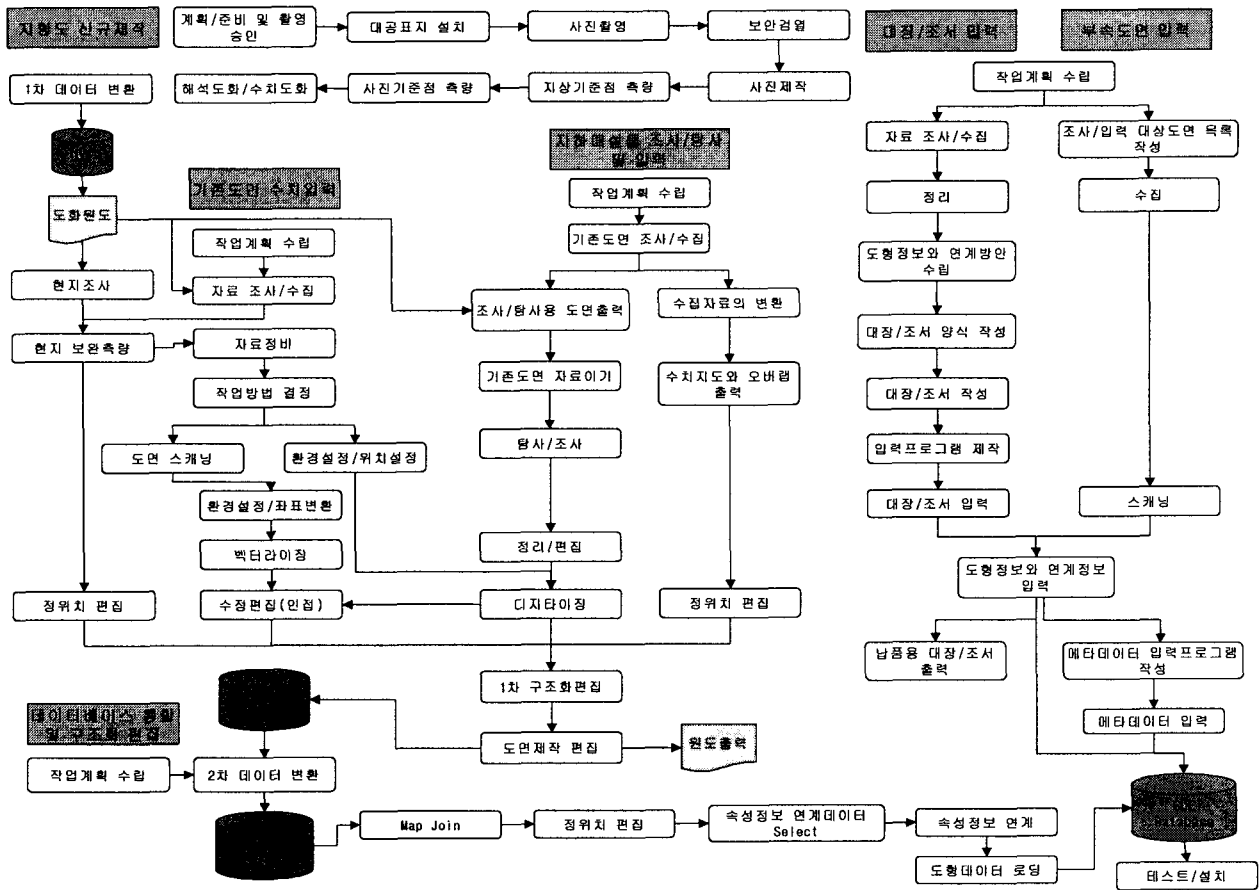 지형도 신규제작
계획/준비 및 촬영
승인
대공표지 설치
사진촬영
보안검열
대장/조서 입력
부속도면 입력
1차 데이터 변환
해석도화/수치도화
사진기준점 측량
지상기준점 측량
사진제작
작업계획 수립
자료 조사/수집
조사/입력 대상도면 목록
작성
지하매설물 조사/탐사
및 입력
기존도면 수치입력
작업계획 수립
정리
수집
도화원도
작업계획 수립
기존도면 조사/수집
도형정보와 연계방안
수립
현지조사
자료 조사/수집
조사/탐사용 도면출력
수집자료의 변환
대장/조서 양식 작성
현지 보완측량
자료정비
기존도면 자료이기
수치지도와 오버랩
출력
작업방법 결정
대장/조서 작성
도면 스캐닝
환경설정/위치설정
탐사/조사
입력프로그램 제작
환경설정/좌표변환
대장/조서 입력
스캐닝
벡터라이징
정리/편집
도형정보와 연계정보
입력
정위치 편집
수정편집(인접)
디지타이징
정위치 편집
납품용 대장/조서
출력
메타데이터 입력프로그램
작성
1차 구조화편집
메타데이터 입력
데이터베이스 통일
및 구조화 편집
도면제작 편집
원도출력
작업계획 수립
2차 데이터 변환
Map Join
정위치 편집
속성정보 연계데이터
Select
속성정보 연계
Database
도형데이터 로딩
테스트/설치